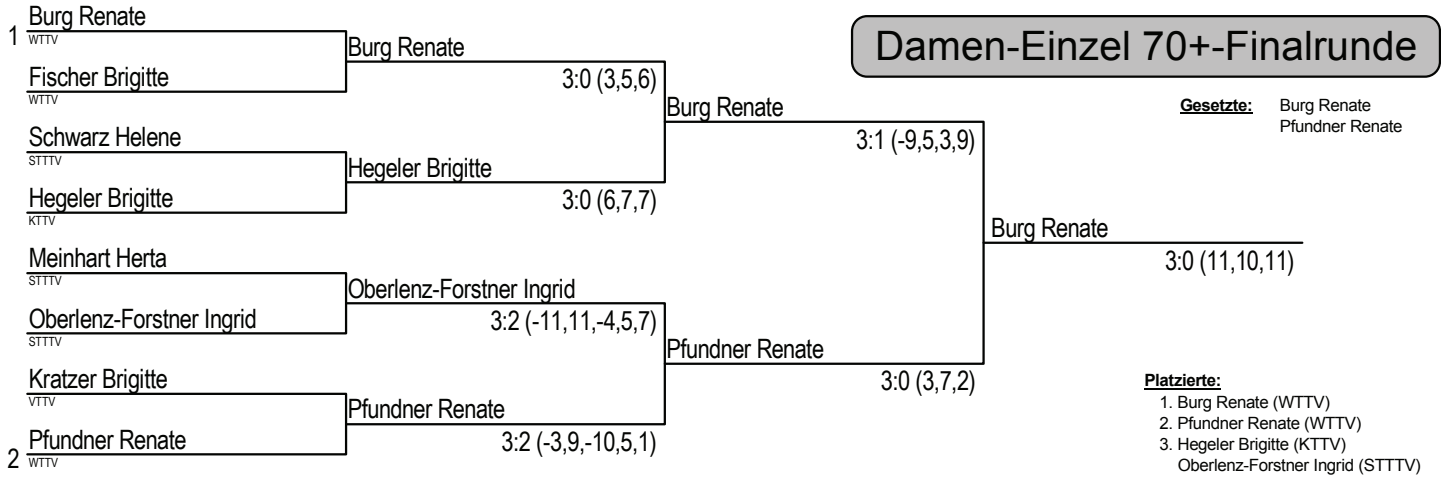 Damen-Einzel 70+-Finalrunde
Gesetzte: Burg Renate
Pfundner Renate
1 Burg Renate
WTTV
Fischer Brigitte
WTTV
Schwarz Helene
STTTV
Hegeler Brigitte
KTTV
Meinhart Herta
STTTV
Oberlenz-Forstner Ingrid
STTTV
Kratzer Brigitte
VTTV
2 Pfundner Renate
WTTV
Burg Renate
3:0 (3,5,6)
Hegeler Brigitte
3:0 (6,7,7)
Oberlenz-Forstner Ingrid
3:2 (-11,11,-4,5,7)
Pfundner Renate
3:2 (-3,9,-10,5,1)
Burg Renate
3:1 (-9,5,3,9)
Pfundner Renate
3:0 (3,7,2)
Burg Renate
3:0 (11,10,11)
Platzierte:
1. Burg Renate (WTTV)
2. Pfundner Renate (WTTV)
3. Hegeler Brigitte (KTTV)
Oberlenz-Forstner Ingrid (STTTV)